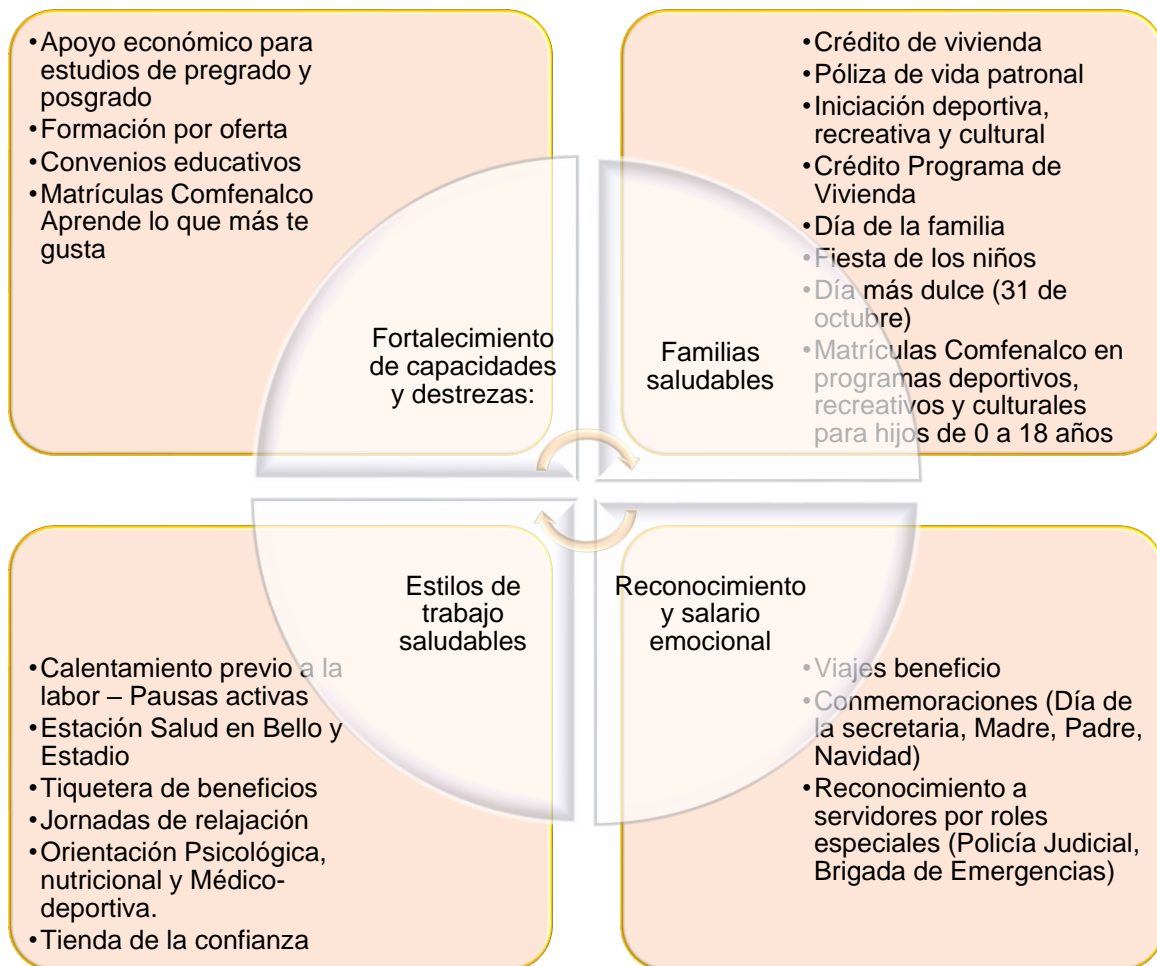 •Apoyo económico para
estudios de pregrado y
posgrado
•Formación por oferta
•Convenios educativos
•Matrículas Comfenalco
Aprende lo que más te
gusta
Fortalecimiento
de capacidades
y destrezas:
•Crédito de vivienda
•Póliza de vida patronal
•Iniciación deportiva,
recreativa y cultural
•Crédito Programa de
Vivienda
•Día de la familia
•Fiesta de los niños
•Día más dulce (31 de
octubre)
•Matrículas Comfenalco en
programas deportivos,
recreativos y culturales
para hijos de 0 a 18 años
Familias
saludables
Estilos de
trabajo
saludables
•Calentamiento previo a la
labor – Pausas activas
•Estación Salud en Bello y
Estadio
•Tiquetera de beneficios
•Jornadas de relajación
•Orientación Psicológica,
nutricional y Médico-
deportiva.
•Tienda de la confianza
Reconocimiento
y salario
emocional
•Viajes beneficio
•Conmemoraciones (Día de
la secretaria, Madre, Padre,
Navidad)
•Reconocimiento a
servidores por roles
especiales (Policía Judicial,
Brigada de Emergencias)